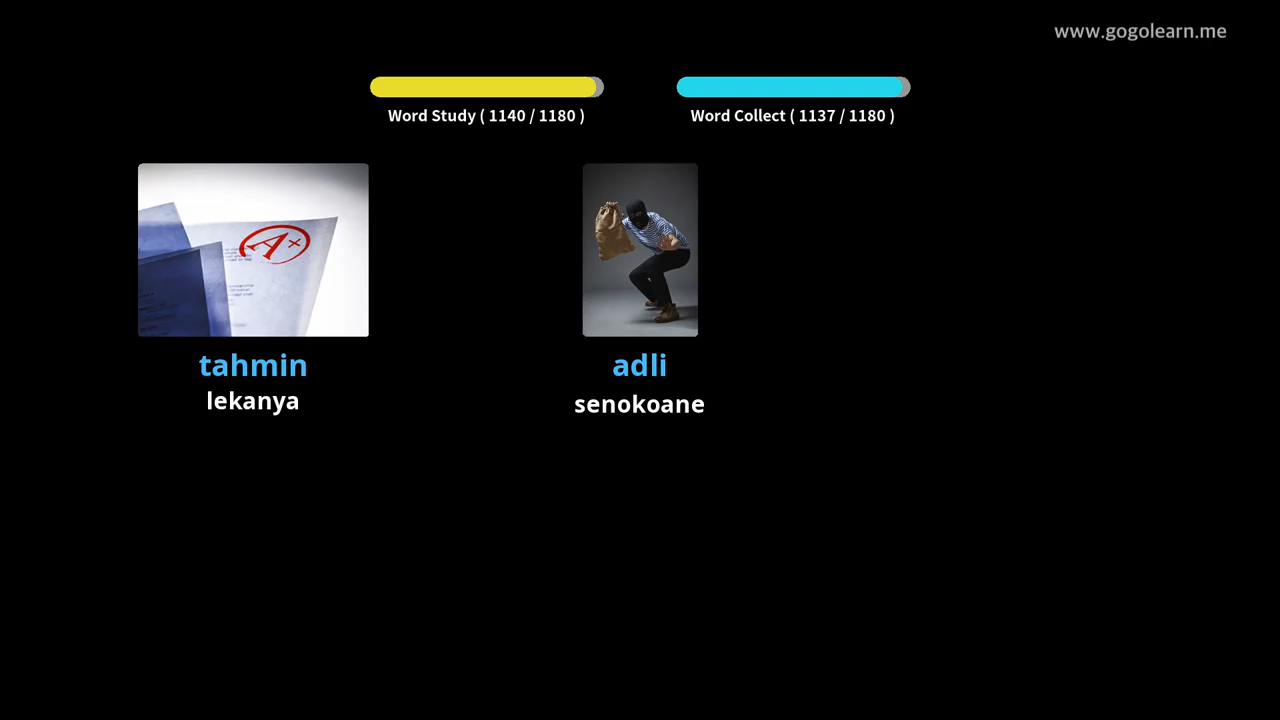 www.gogolearn.me
Word Study ( 1140 / 1180 )
Word Collect ( 1137 / 1180 )
A+
tahmin
lekanya
adli
senokoane